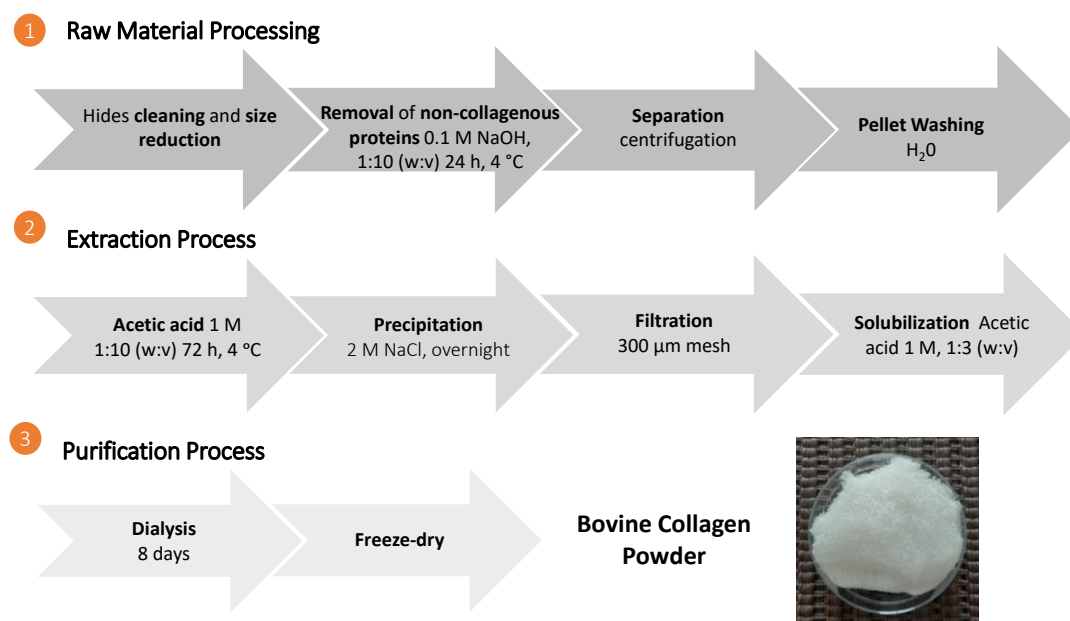 1 Raw Material Processing
Hides cleaning and size
reduction
Removal of non-collagenous
proteins 0.1 M NaOH,
1:10 (w:v) 24 h, 4 °C
Separation
centrifugation
Pellet Washing
H₂0
2
Extraction Process
Acetic acid 1 M
1:10 (w:v) 72 h, 4 °C
Precipitation
2 M NaCl, overnight
Filtration
300 µm mesh
Solubilization Acetic
acid 1 M, 1:3 (w:v)
3
Purification Process
Dialysis
8 days
Freeze-dry
Bovine Collagen
Powder